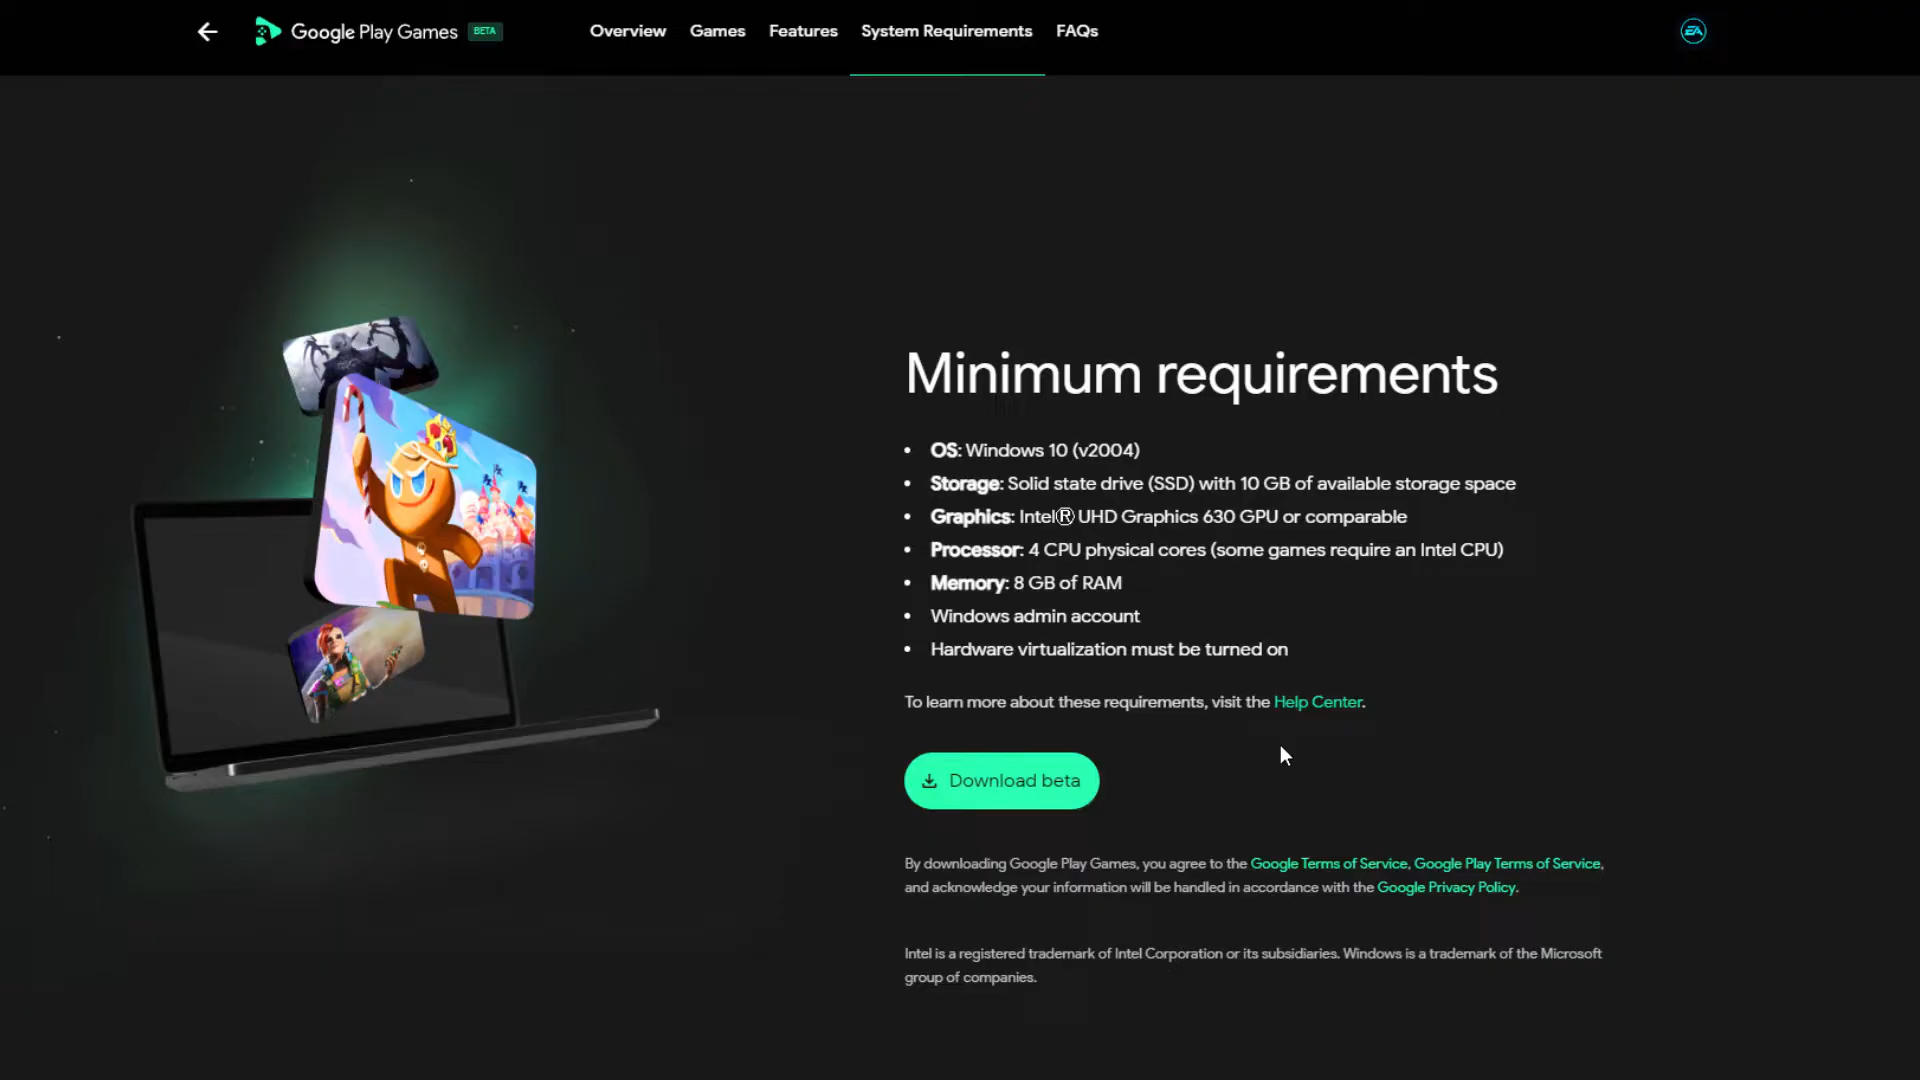 Google Play Games BETA Overview Games Features System Requirements FAQs EA
Minimum requirements
• OS: Windows 10 (v2004)
• Storage: Solid state drive (SSD) with 10 GB of available storage space
• Graphics: Intel® UHD Graphics 630 GPU or comparable
• Processor: 4 CPU physical cores (some games require an Intel CPU)
• Memory: 8 GB of RAM
• Windows admin account
• Hardware virtualization must be turned on
To learn more about these requirements, visit the Help Center.
Download beta
By downloading Google Play Games, you agree to the Google Terms of Service, Google Play Terms of Service,
and acknowledge your information will be handled in accordance with the Google Privacy Policy.
Intel is a registered trademark of Intel Corporation or its subsidiaries. Windows is a trademark of the Microsoft
group of companies.